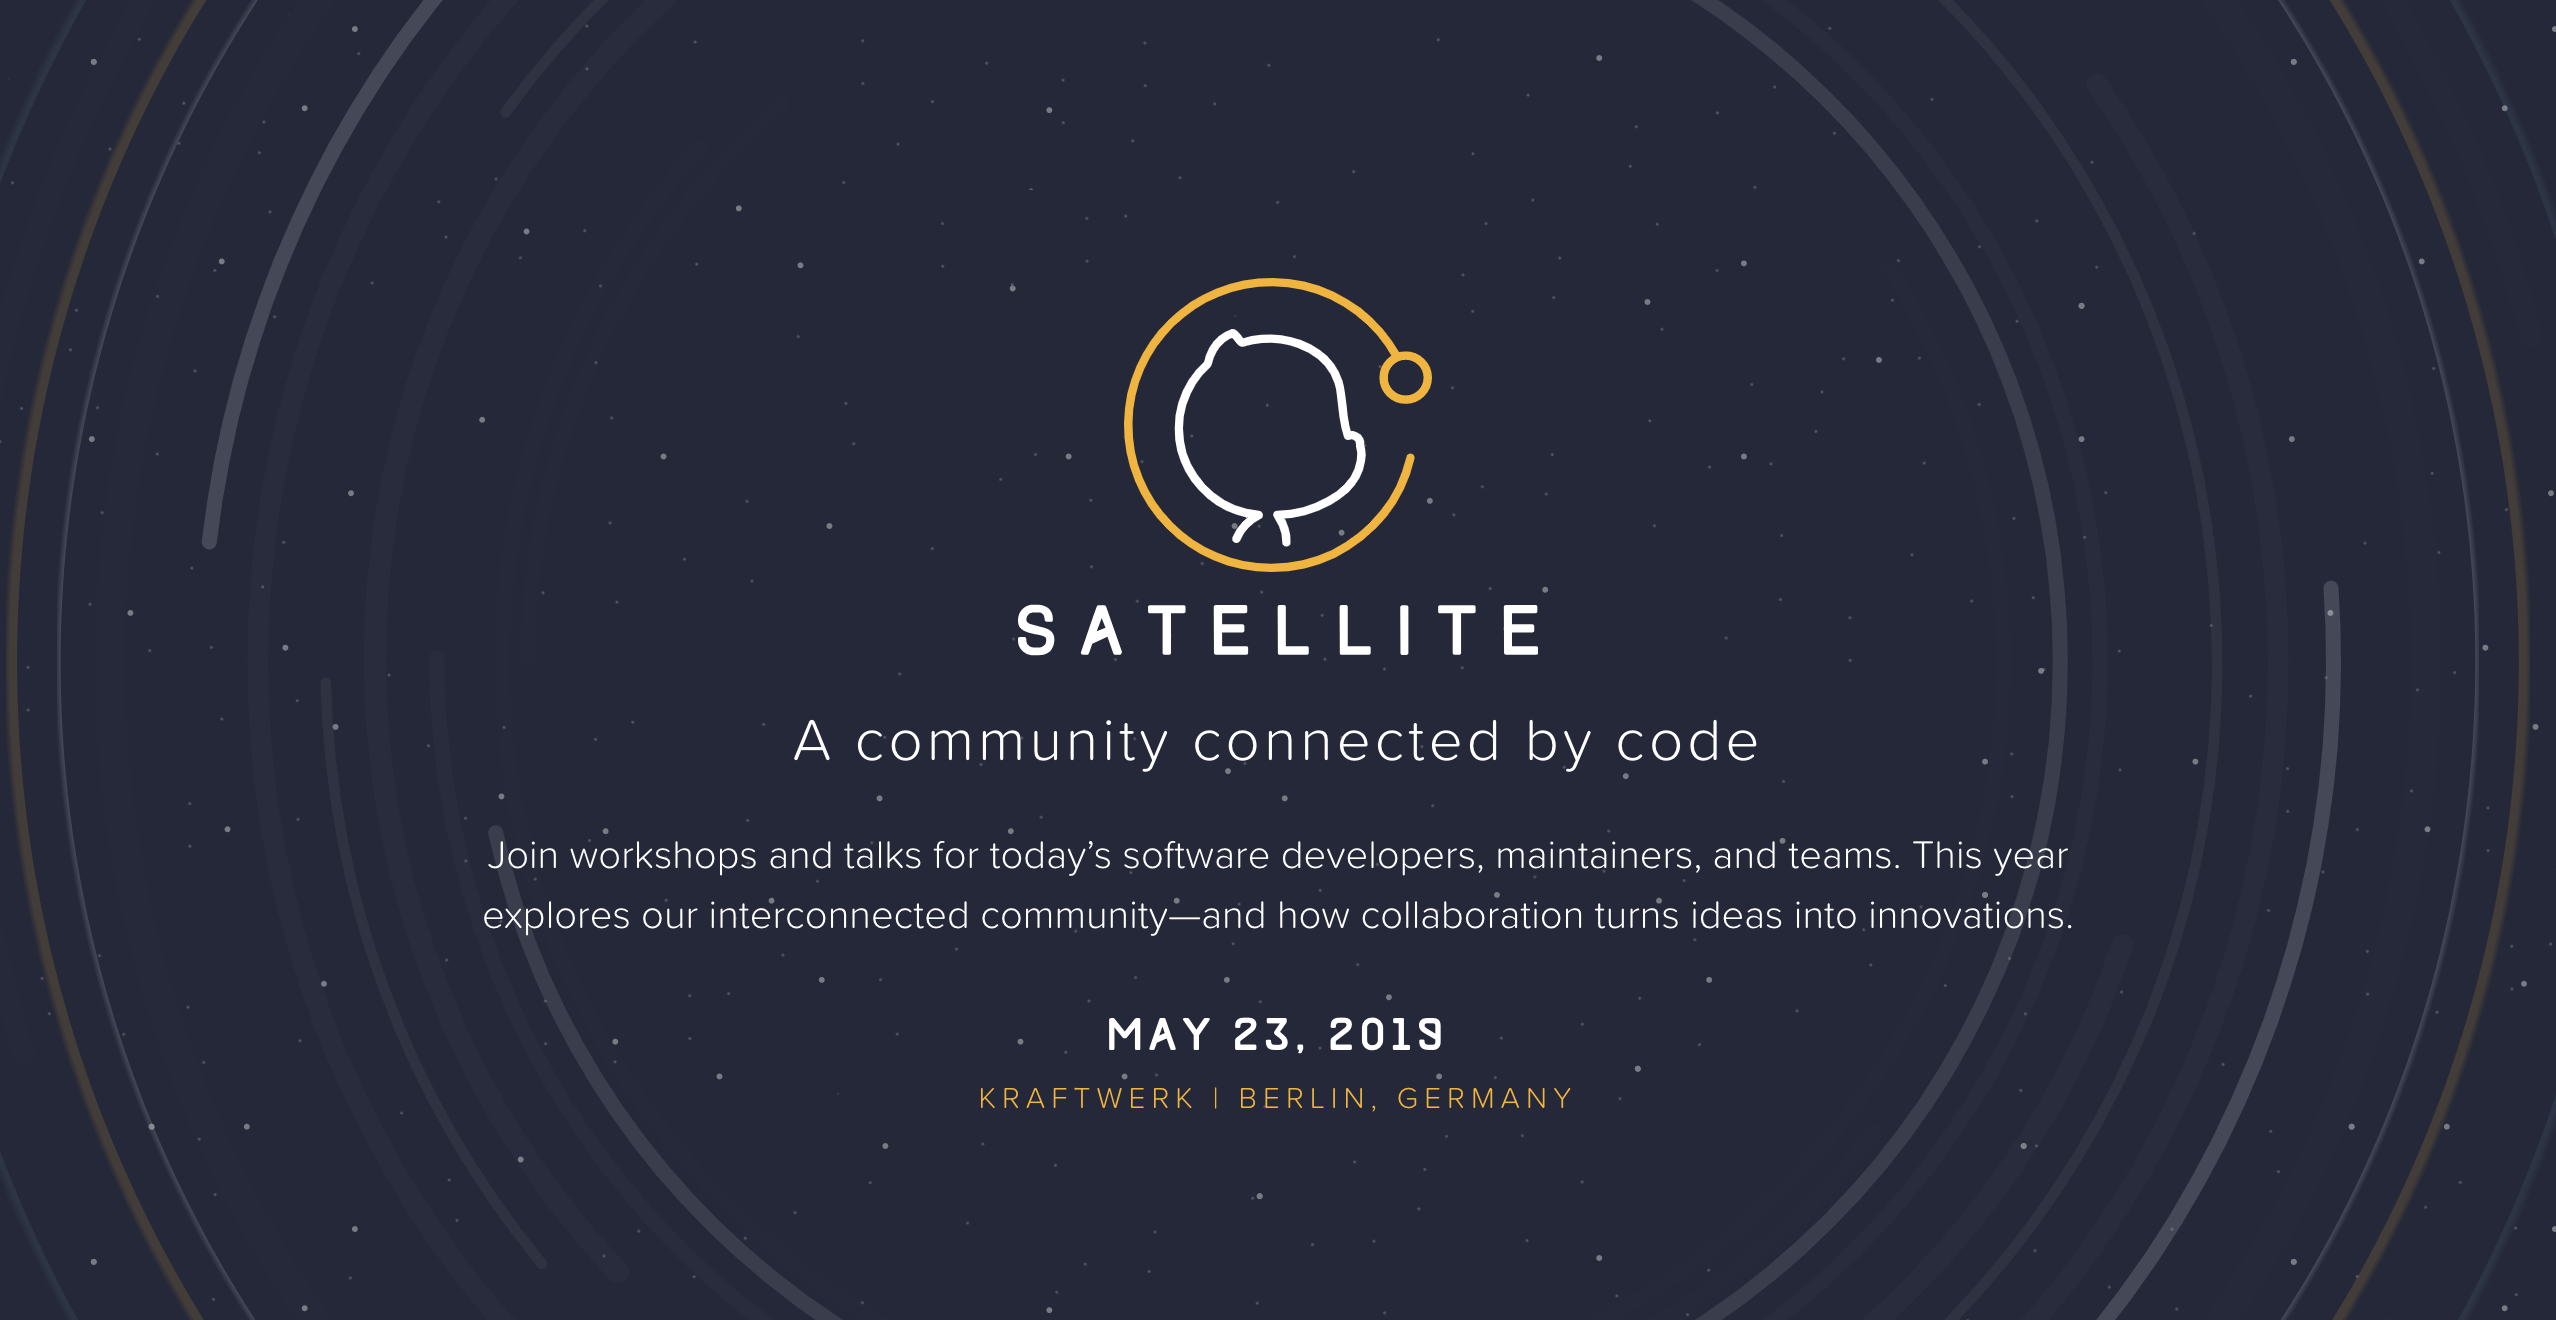 SATELLITE
A community connected by code
Join workshops and talks for today’s software developers, maintainers, and teams. This year
explores our interconnected community—and how collaboration turns ideas into innovations.
MAY 23, 2019
KRAFTWERK | BERLIN, GERMANY